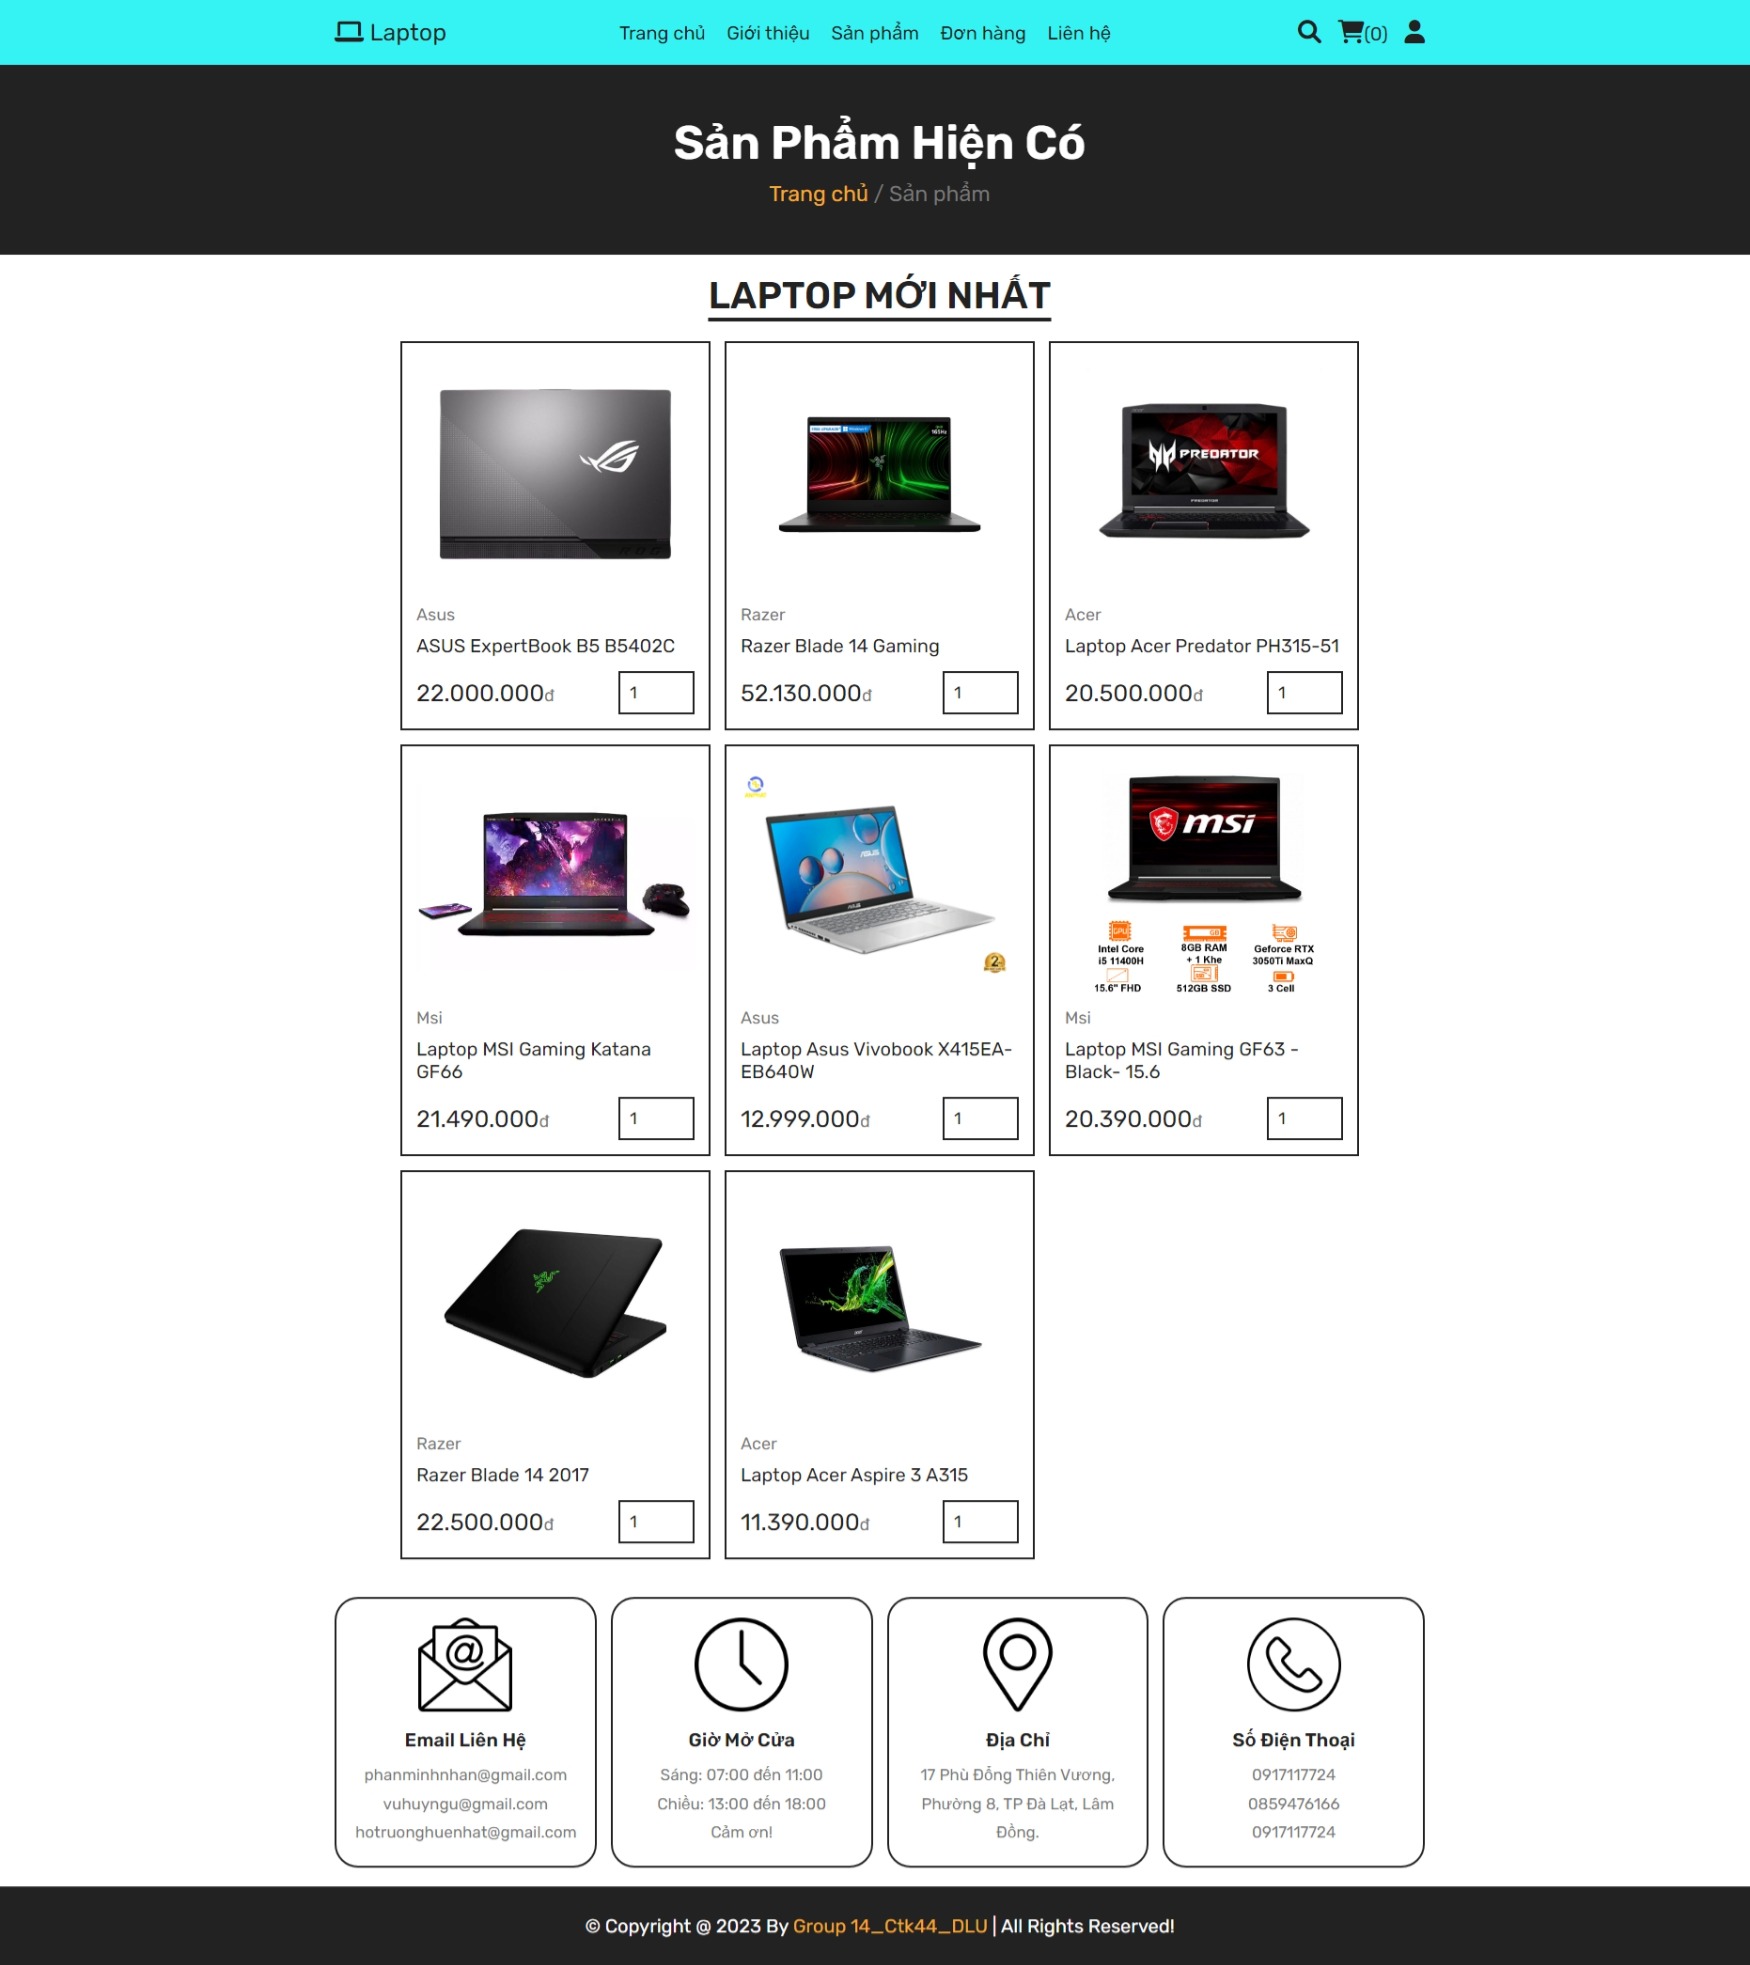 Laptop
Trang chủ Giới thiệu Sản phẩm Đơn hàng Liên hệ
(0)
Sản Phẩm Hiện Có
Trang chủ / Sản phẩm
LAPTOP MỚI NHẤT
165Hz
PREDATOR
PREDATOR
Asus
Razer
Acer
ASUS ExpertBook B5 B5402C
Razer Blade 14 Gaming
Laptop Acer Predator PH315-51
22.000.000đ 1
52.130.000đ 1
20.500.000đ 1
ASUS
ASUS
2
msi
CPU
GB
Intel Core
i5 11400H
8GB RAM
+ 1 Khe
Geforce RTX
3050Ti MaxQ
15.6" FHD
512GB SSD
3 Cell
Msi
Asus
Msi
Laptop MSI Gaming Katana
GF66
Laptop Asus Vivobook X415EA-
EB640W
Laptop MSI Gaming GF63 -
Black- 15.6
21.490.000đ 1
12.999.000đ 1
20.390.000đ 1
acer
Razer
Acer
Razer Blade 14 2017
Laptop Acer Aspire 3 A315
22.500.000đ 1
11.390.000đ 1
@
Email Liên Hệ
phanminhnhan@gmail.com
vuhuyngu@gmail.com
hotruonghuenhat@gmail.com
Giờ Mở Cửa
Sáng: 07:00 đến 11:00
Chiều: 13:00 đến 18:00
Cảm ơn!
Địa Chỉ
17 Phù Đổng Thiên Vương,
Phường 8, TP Đà Lạt, Lâm
Đồng.
Số Điện Thoại
0917117724
0859476166
0917117724
© Copyright @ 2023 By Group 14_Ctk44_DLU | All Rights Reserved!